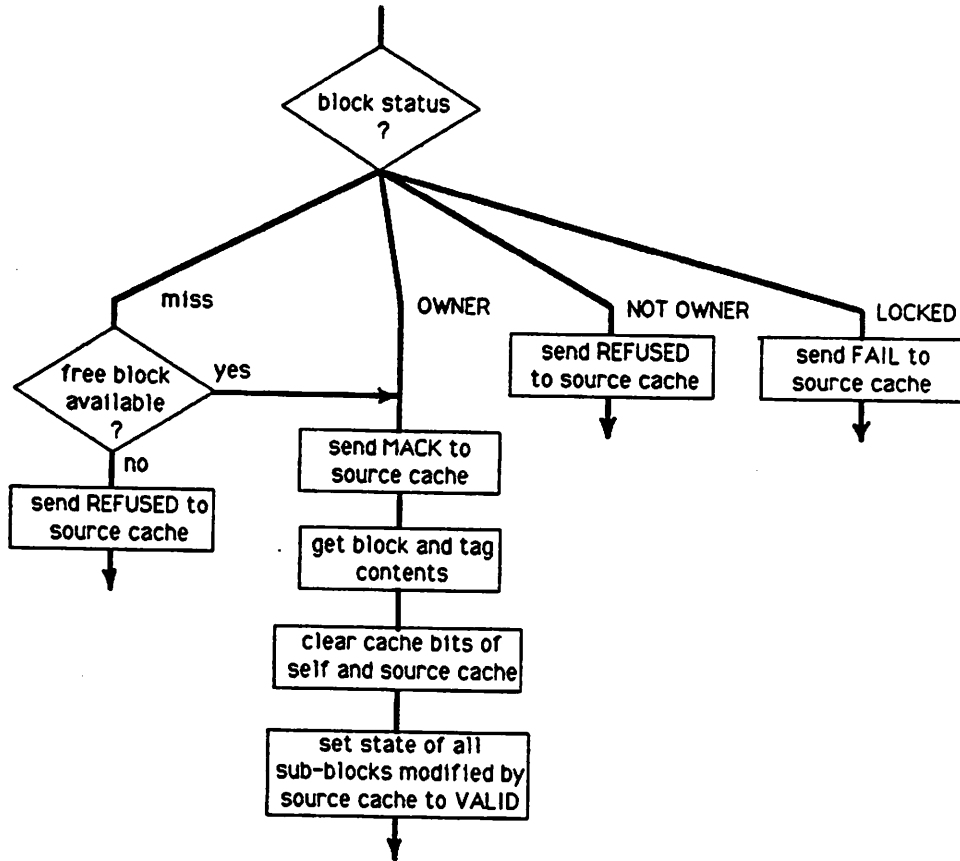 block status
?
miss
OWNER
NOT OWNER
LOCKED
free block
available
?
yes
no
send REFUSED
to source cache
send FAIL to
source cache
send MACK to
source cache
send REFUSED to
source cache
get block and tag
contents
clear cache bits of
self and source cache
set state of all
sub-blocks modified by
source cache to VALID